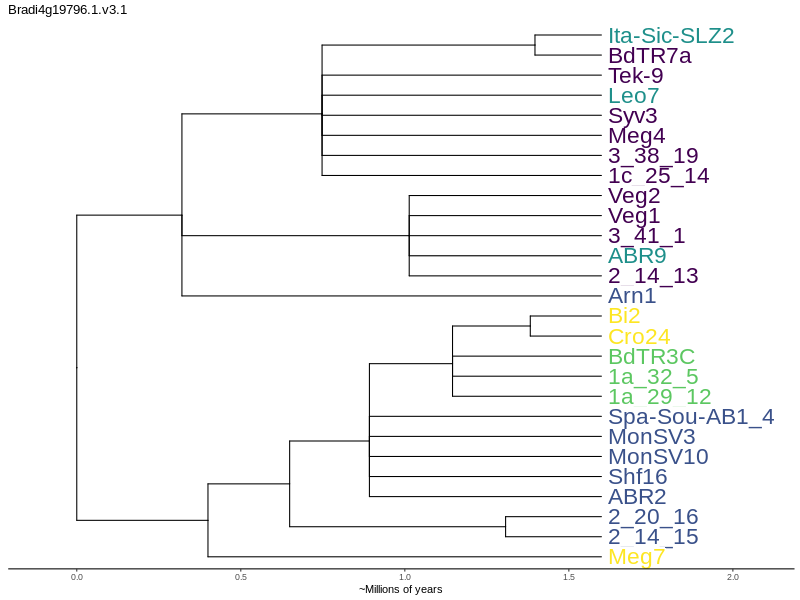 Bradi4g19796.1.v3.1
Ita-Sic-SLZ2
BdTR7a
Tek-9
Leo7
Syv3
Meg4
3_38_19
1c_25_14
Veg2
Veg1
3_41_1
ABR9
2_14_13
Arn1
Bi2
Cro24
BdTR3C
1a_32_5
1a_29_12
Spa-Sou-AB1_4
MonSV3
MonSV10
Shf16
ABR2
2_20_16
2_14_15
Meg7
0.0 0.5 1.0 1.5 2.0
~Millions of years